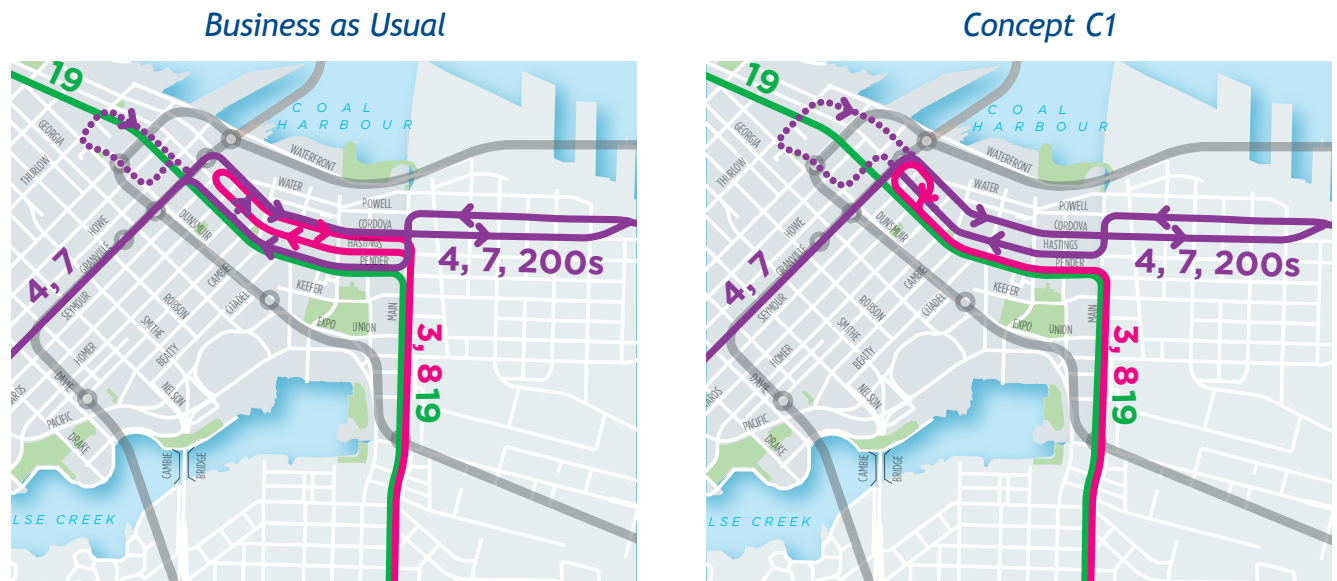 Business as Usual
19
COAL
HARBOUR
GEORGIA
THURLOW
WATERFRONT
WATER
POWELL
CORDOVA
HASTINGS
PENDER
HOWE
GRANVILLE
DUNSMUIR
4, 7
4, 7, 200s
SEYMOUR
CAMBIE
CITADEL
KEEFER
MAIN
ROBSON
SMITHE
BEATTY
EXPO
UNION
HOMER
DAVIE
NELSON
3, 8
19
ARDS
PACIFIC
DRAKE
CAMBIE
BRIDGE
LSE CREEK
Concept C1
19
COAL
HARBOUR
GEORGIA
THURLOW
WATERFRONT
WATER
POWELL
CORDOVA
HASTINGS
PENDER
HOWE
GRANVILLE
DUNSMUIR
4, 7
4, 7, 200s
SEYMOUR
CAMBIE
CITADEL
KEEFER
MAIN
ROBSON
SMITHE
BEATTY
EXPO
UNION
HOMER
DAVIE
NELSON
3, 8
19
ARDS
PACIFIC
DRAKE
CAMBIE
BRIDGE
LSE CREEK